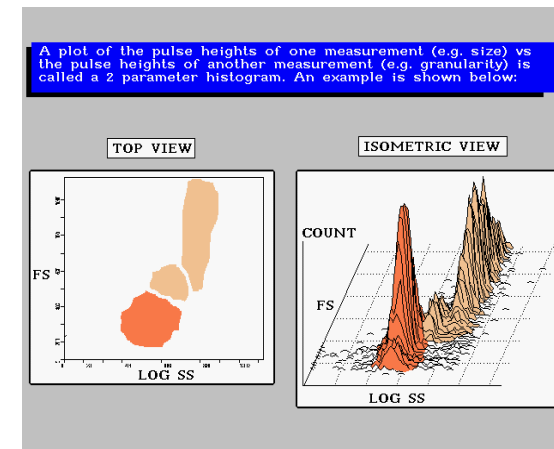 A plot of the pulse heights of one measurement (e.g. size) vs
the pulse heights of another measurement (e.g. granularity) is
called a 2 parameter histogram. An example is shown below:
TOP VIEW
ISOMETRIC VIEW
COUNT
FS
FS
LOG SS
LOG SS